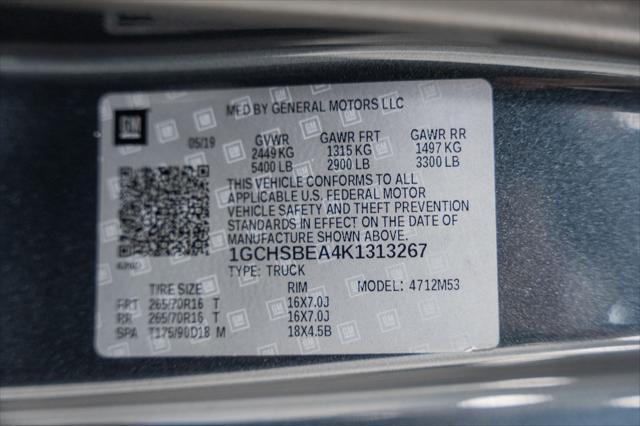 MFD BY GENERAL MOTORS LLC
GM
05/19 GVWR GAWR FRT GAWR RR
2449 KG 1315 KG 1497 KG
5400 LB 2900 LB 3300 LB
THIS VEHICLE CONFORMS TO ALL
APPLICABLE U.S. FEDERAL MOTOR
VEHICLE SAFETY AND THEFT PREVENTION
STANDARDS IN EFFECT ON THE DATE OF
MANUFACTURE SHOWN ABOVE.
1GCHSBEA4K1313267
TYPE: TRUCK MODEL: 4712M53
TIRE SIZE RIM
FRT 265/70R16 T 16X7.0J
RR 265/70R16 T 16X7.0J
SPA T175/90D18 M 18X4.5B